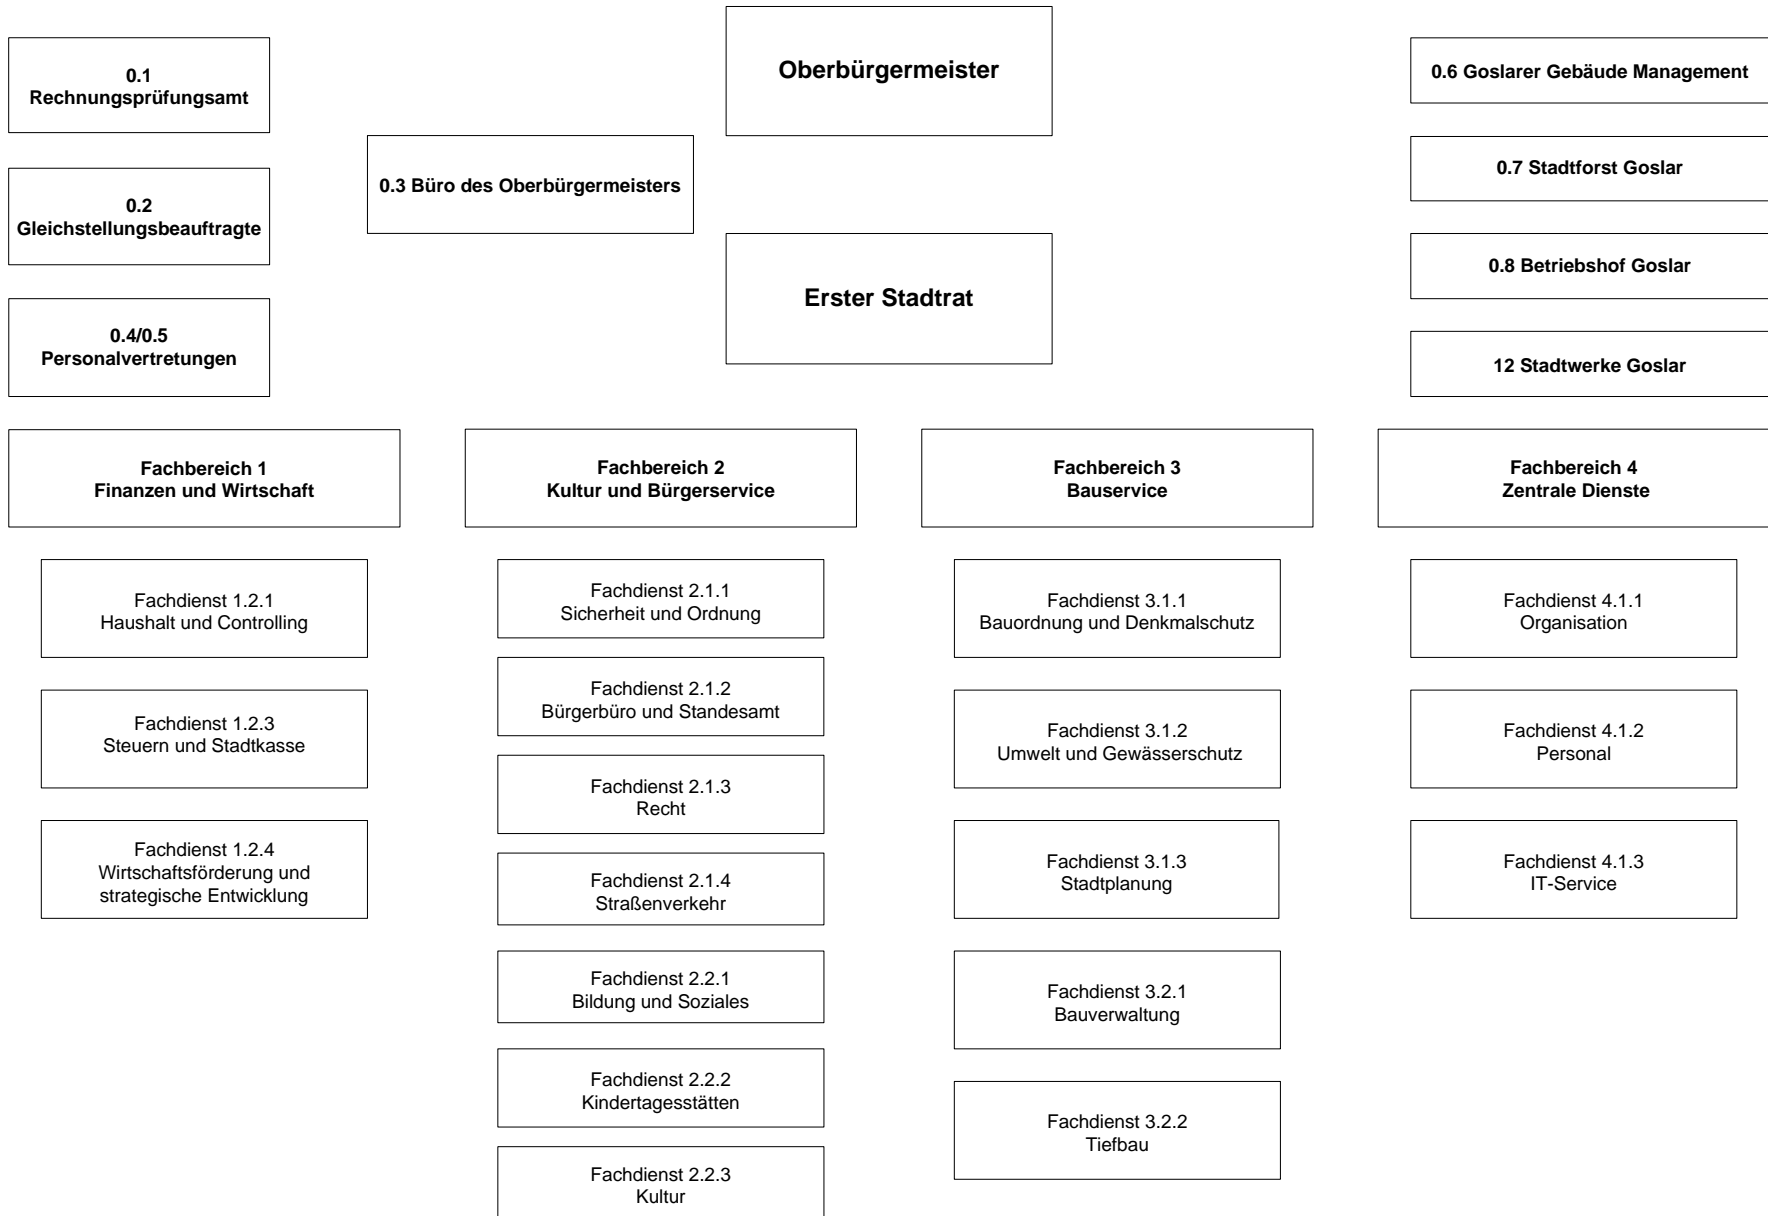 Oberbürgermeister
0.1
Rechnungsprüfungsamt
0.2
Gleichstellungsbeauftragte
0.4/0.5
Personalvertretungen
0.3 Büro des Oberbürgermeisters
Erster Stadtrat
0.6 Goslarer Gebäude Management
0.7 Stadtforst Goslar
0.8 Betriebshof Goslar
12 Stadtwerke Goslar
Fachbereich 1
Finanzen und Wirtschaft
Fachdienst 1.2.1
Haushalt und Controlling
Fachdienst 1.2.3
Steuern und Stadtkasse
Fachdienst 1.2.4
Wirtschaftsförderung und
strategische Entwicklung
Fachbereich 2
Kultur und Bürgerservice
Fachdienst 2.1.1
Sicherheit und Ordnung
Fachdienst 2.1.2
Bürgerbüro und Standesamt
Fachdienst 2.1.3
Recht
Fachdienst 2.1.4
Straßenverkehr
Fachdienst 2.2.1
Bildung und Soziales
Fachdienst 2.2.2
Kindertagesstätten
Fachdienst 2.2.3
Kultur
Fachbereich 3
Bauservice
Fachdienst 3.1.1
Bauordnung und Denkmalschutz
Fachdienst 3.1.2
Umwelt und Gewässerschutz
Fachdienst 3.1.3
Stadtplanung
Fachdienst 3.2.1
Bauverwaltung
Fachdienst 3.2.2
Tiefbau
Fachbereich 4
Zentrale Dienste
Fachdienst 4.1.1
Organisation
Fachdienst 4.1.2
Personal
Fachdienst 4.1.3
IT-Service